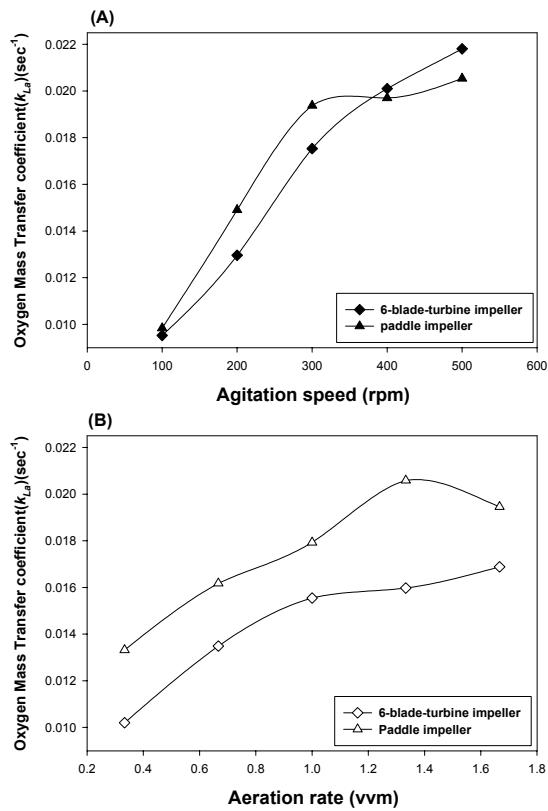 (A)
Oxygen Mass Transfer coefficient(kLa)(sec-1)
0.022
0.020
0.018
0.016
0.014
0.012
0.010
6-blade-turbine impeller
paddle impeller
0 100 200 300 400 500 600
Agitation speed (rpm)
(B)
Oxygen Mass Transfer coefficient(kLa)(sec-1)
0.022
0.020
0.018
0.016
0.014
0.012
0.010
6-blade-turbine impeller
Paddle impeller
0.2 0.4 0.6 0.8 1.0 1.2 1.4 1.6 1.8
Aeration rate (vvm)